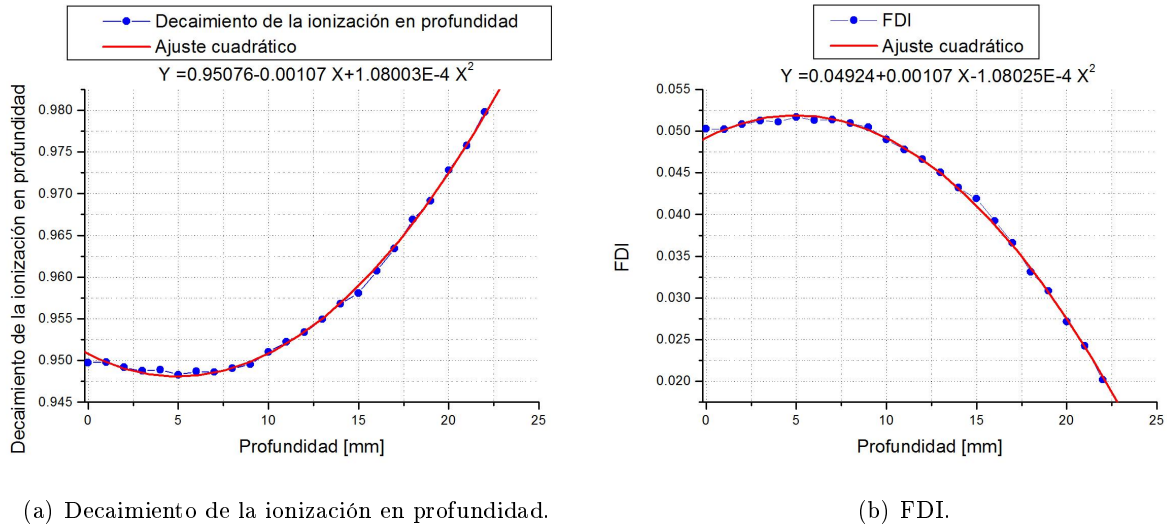 Decaimiento de la ionización en profundidad
Ajuste cuadrático
Y =0.95076-0.00107 X+1.08003E-4 X²
Decaimiento de la ionización en profundidad
0.980
0.975
0.970
0.965
0.960
0.955
0.950
0.945
0 5 10 15 20 25
Profundidad [mm]
(a) Decaimiento de la ionización en profundidad.
FDI
Ajuste cuadrático
Y =0.04924+0.00107 X-1.08025E-4 X²
FDI
0.055
0.050
0.045
0.040
0.035
0.030
0.025
0.020
0 5 10 15 20 25
Profundidad [mm]
(b) FDI.